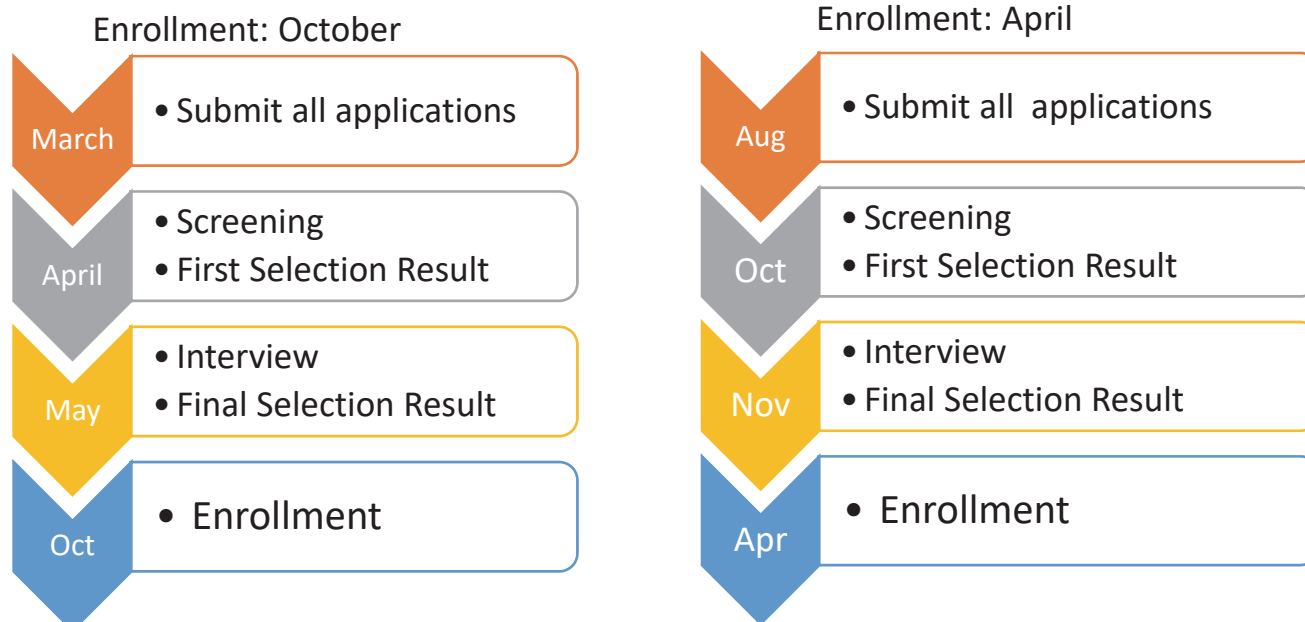 Enrollment: October
March
• Submit all applications
April
• Screening
• First Selection Result
May
• Interview
• Final Selection Result
Oct
• Enrollment
Enrollment: April
Aug
• Submit all  applications
Oct
• Screening
• First Selection Result
Nov
• Interview
• Final Selection Result
Apr
• Enrollment